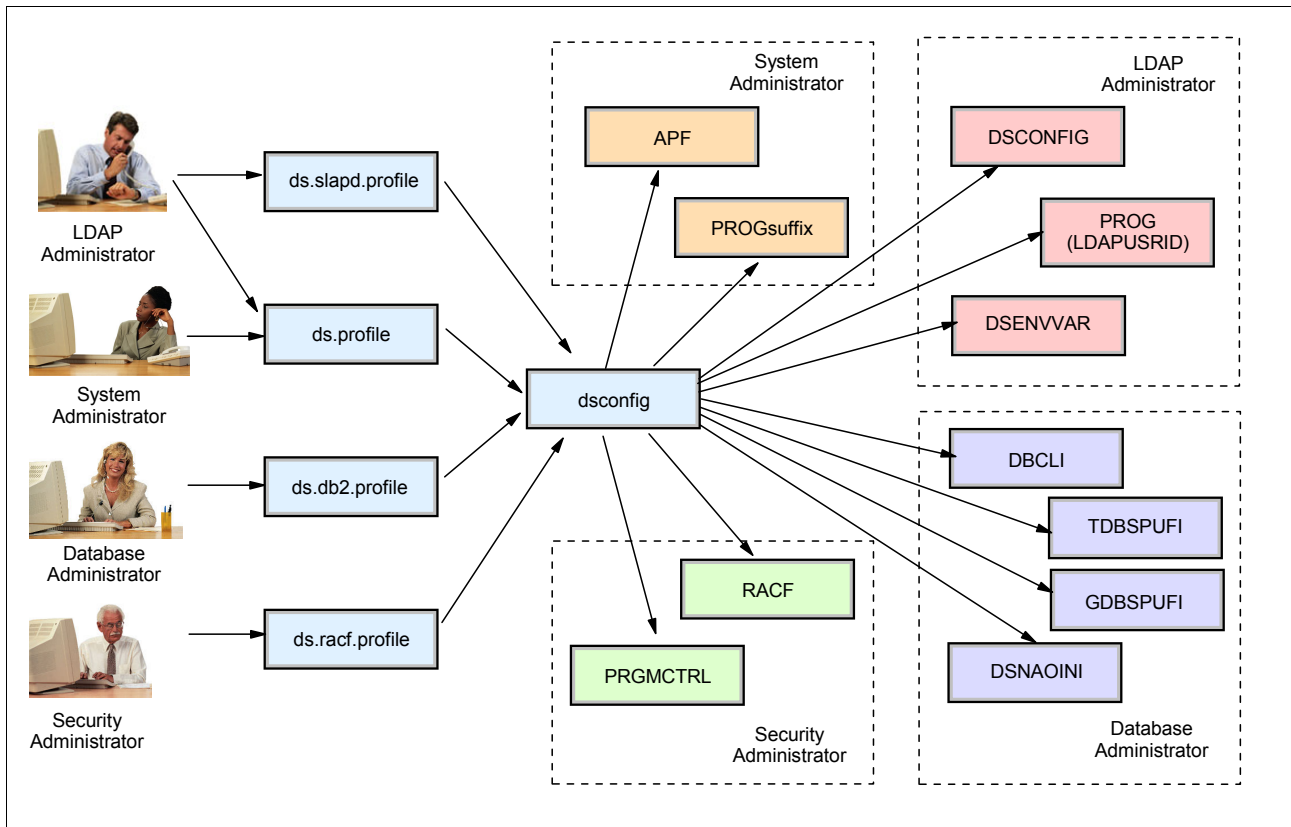 LDAP
Administrator
System
Administrator
Database
Administrator
Security
Administrator
ds.slapd.profile
ds.profile
ds.db2.profile
ds.racf.profile
dsconfig
System
Administrator
APF
PROGsuffix
RACF
PRGMCTRL
Security
Administrator
LDAP
Administrator
DSCONFIG
PROG
(LDAPUSRID)
DSENVVAR
DBCLI
TDBSPUFI
GDBSPUFI
DSNAOINI
Database
Administrator